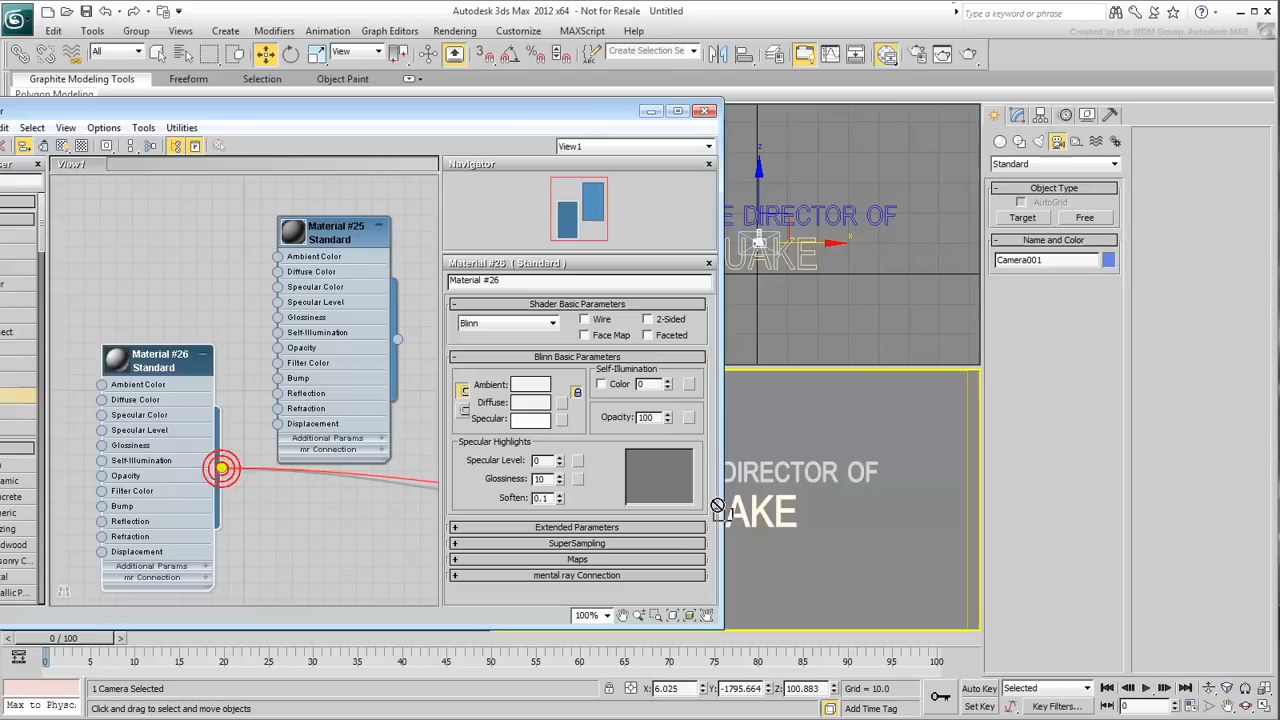 Autodesk 3ds Max 2012 x64 - Not for Resale Untitled
Type a keyword or phrase
Edit Tools Group Views Create Modifiers Animation Graph Editors Rendering Customize MAXScript Help
Created by the WDM Group, Autodesk M&E
All View Create Selection Se
Graphite Modeling Tools Freeform Selection Object Paint
Polygon Modeling
Select View Options Tools Utilities
View1
View1
Navigator
Material #25
Standard
Ambient Color
Diffuse Color
Specular Color
Specular Level
Glossiness
Self-Illumination
Opacity
Filter Color
Bump
Reflection
Refraction
Displacement
Additional Params +
mr Connection +
Material #26
Standard
Ambient Color
Diffuse Color
Specular Color
Specular Level
Glossiness
Self-Illumination
Opacity
Filter Color
Bump
Reflection
Refraction
Displacement
Additional Params +
mr Connection +
Material #26 ( Standard )
Material #26
- Shader Basic Parameters
Blinn Wire 2-Sided
Face Map Faceted
- Blinn Basic Parameters
Self-Illumination
Ambient: Color 0
Diffuse:
Specular: Opacity: 100
Specular Highlights
Specular Level: 0
Glossiness: 10
Soften: 0.1
+ Extended Parameters
+ SuperSampling
+ Maps
+ mental ray Connection
100%
z
E DIRECTOR OF
x
UAKE
DIRECTOR OF
AKE
Standard
- Object Type
AutoGrid
Target Free
- Name and Color
Camera001
< 0 / 100 >
0 5 10 15 20 25 30 35 40 45 50 55 60 65 70 75 80 85 90 95 100
1 Camera Selected X: 6.025 Y: -1795.664 Z: 100.883 Grid = 10.0 Auto Key Selected
Max to Physc Click and drag to select and move objects Add Time Tag Set Key Key Filters... 0